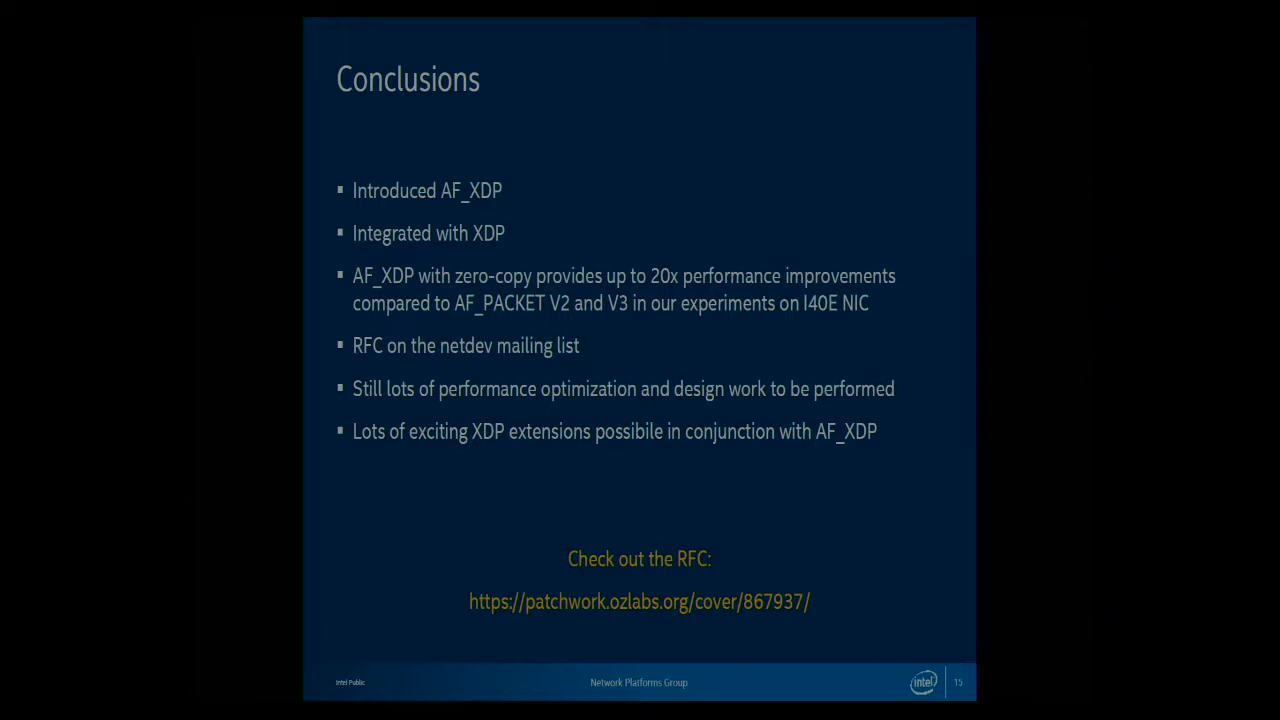 Conclusions
▪ Introduced AF_XDP
▪ Integrated with XDP
▪ AF_XDP with zero-copy provides up to 20x performance improvements
compared to AF_PACKET V2 and V3 in our experiments on I40E NIC
▪ RFC on the netdev mailing list
▪ Still lots of performance optimization and design work to be performed
▪ Lots of exciting XDP extensions possibile in conjunction with AF_XDP
Check out the RFC:
https://patchwork.ozlabs.org/cover/867937/
Intel Public
Network Platforms Group
intel
15